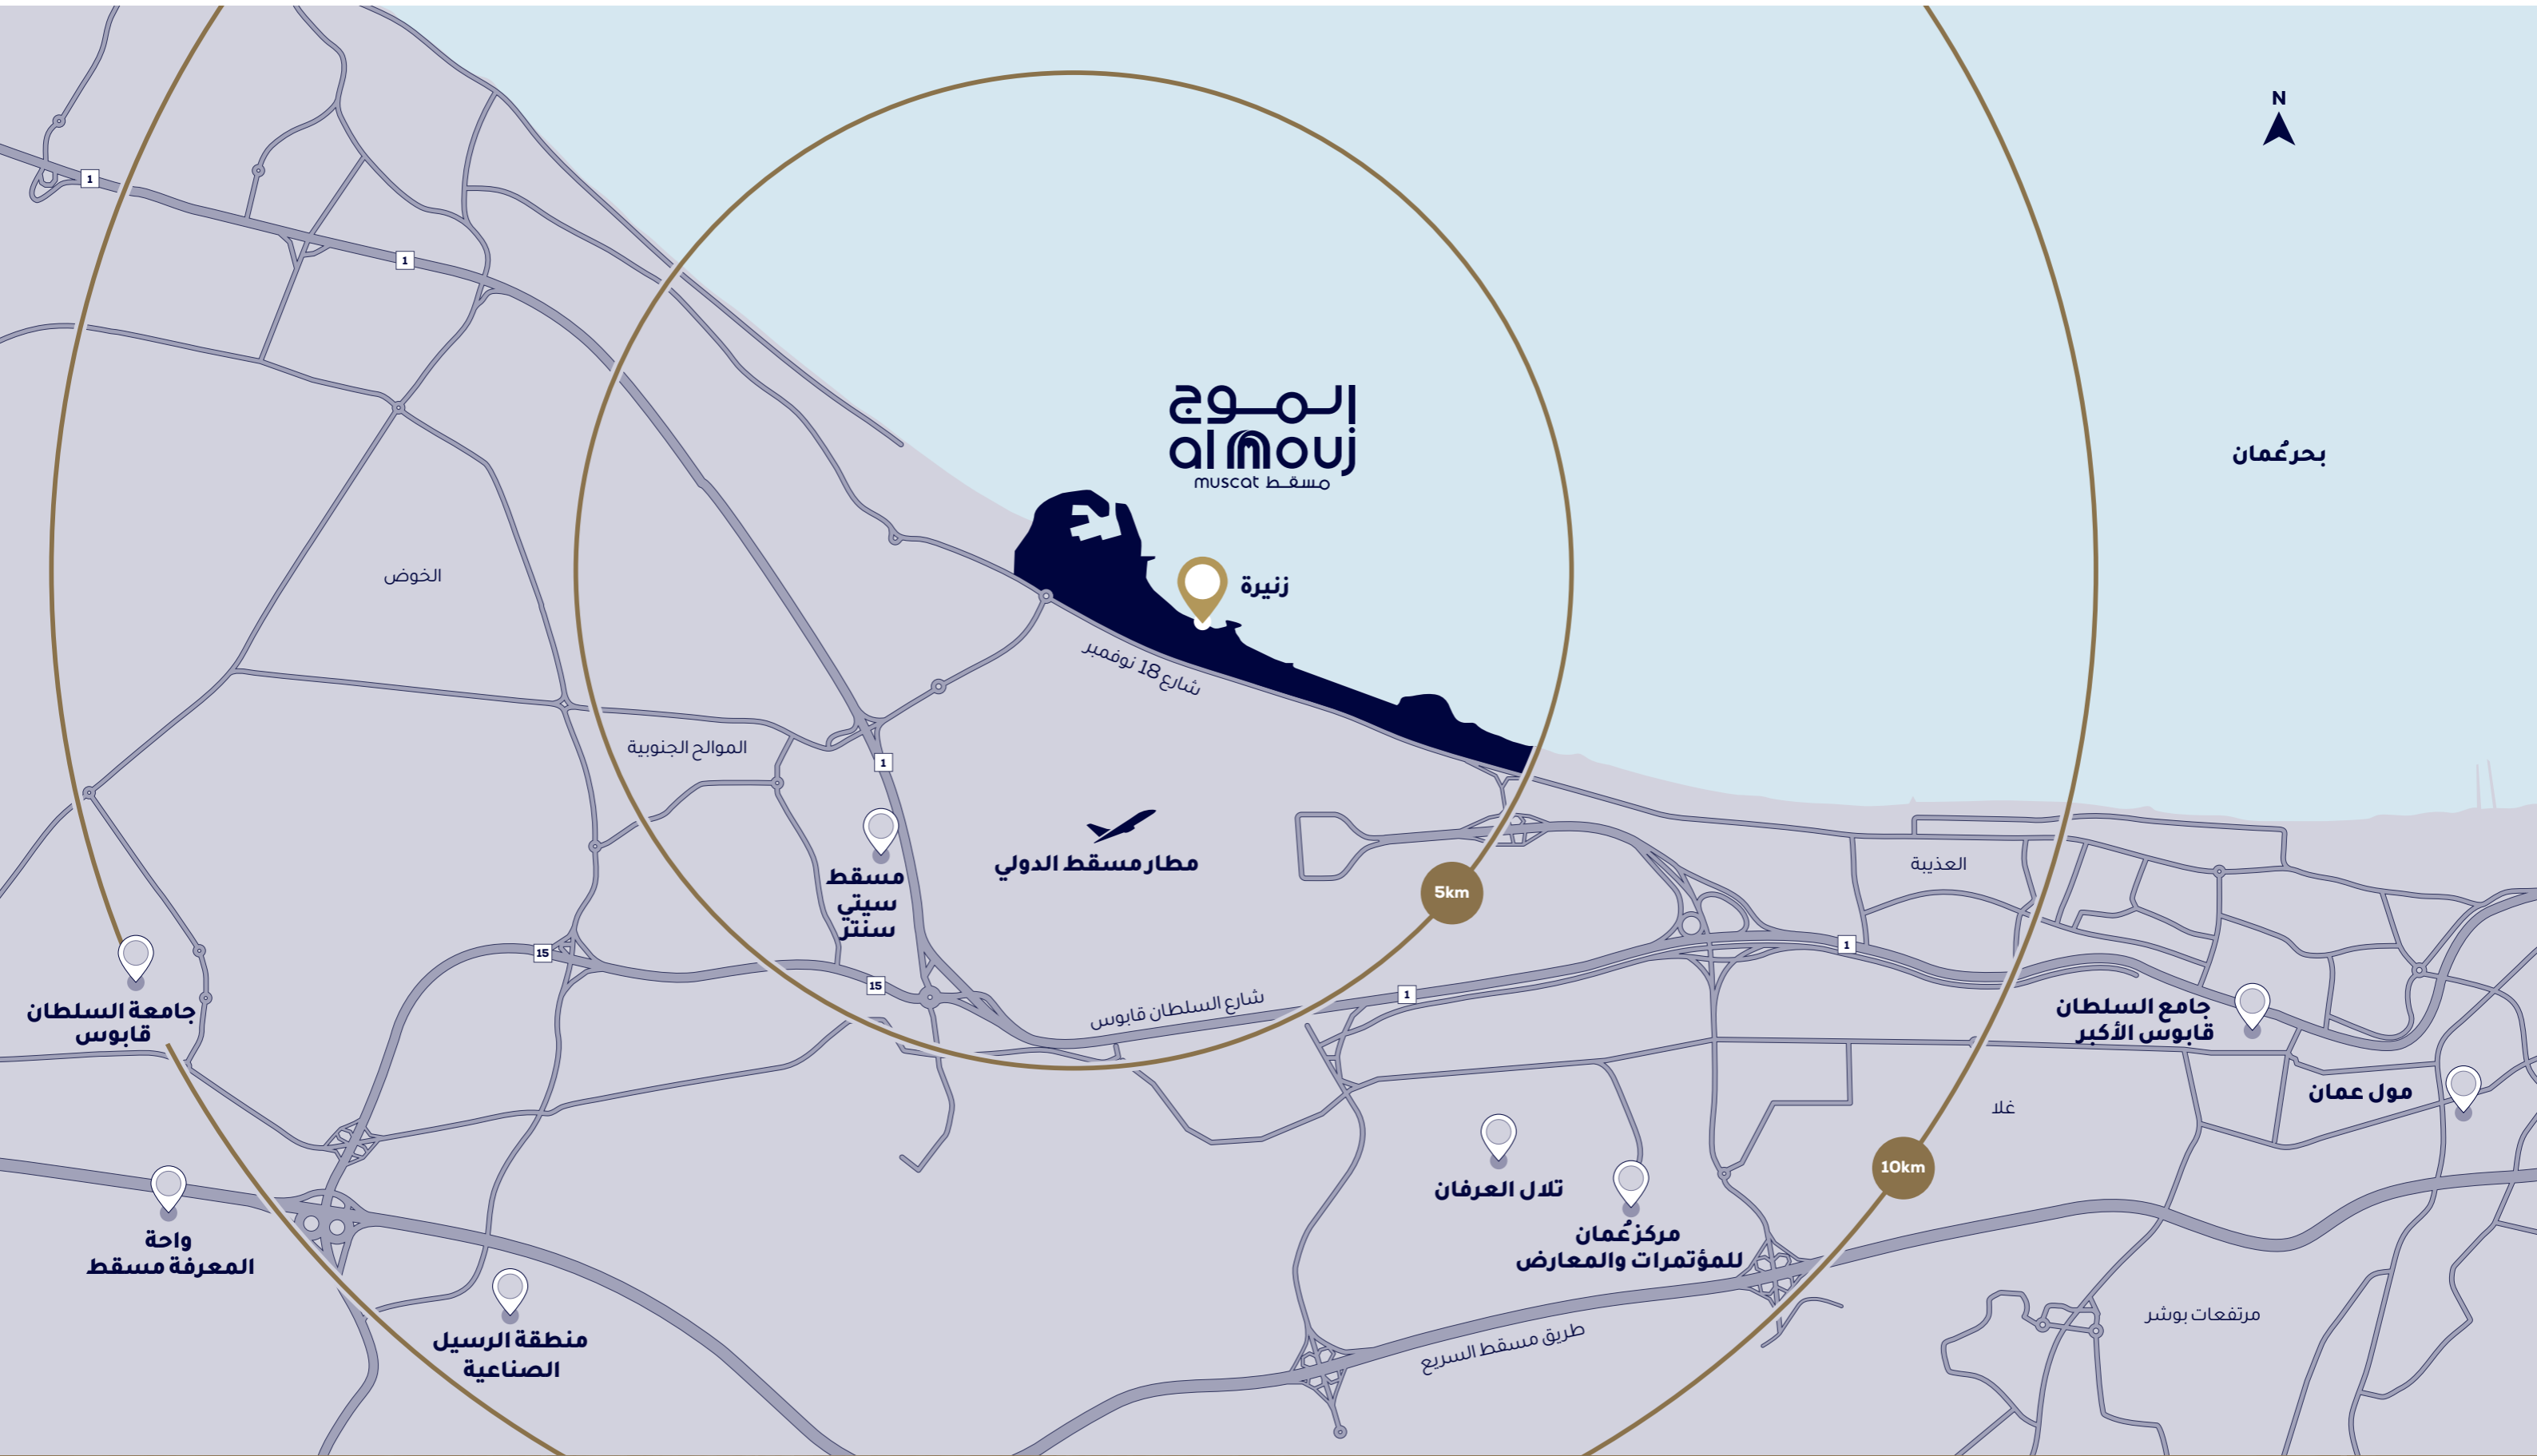 N
1
1
الموج
al mouj
muscat مسقط
بحر عُمان
زنيرة
الخوض
شارع 18 نوفمبر
الموالح الجنوبية
1
مطار مسقط الدولي
مسقط
سيتي
سنتر
العذيبة
5km
1
15
15
1
شارع السلطان قابوس
جامعة السلطان
قابوس
جامع السلطان
قابوس الأكبر
مول عمان
غلا
10km
تلال العرفان
مركز عُمان
للمؤتمرات والمعارض
واحة
المعرفة مسقط
منطقة الرسيل
الصناعية
طريق مسقط السريع
مرتفعات بوشر